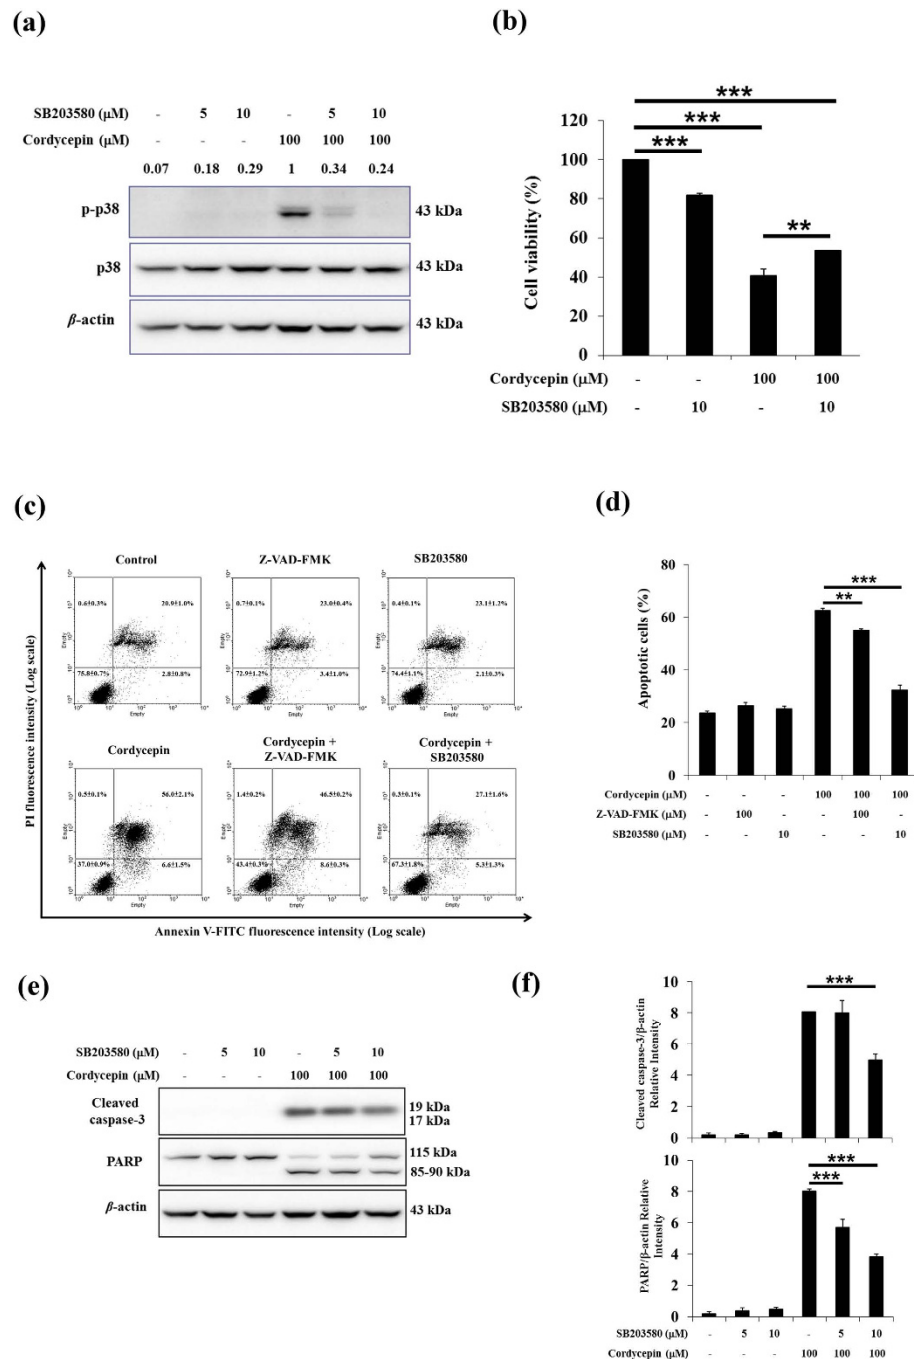 (a)
SB203580 (μM) - 5 10 - 5 10
Cordycepin (μM) - - - 100 100 100
0.07 0.18 0.29 1 0.34 0.24
p-p38 43 kDa
p38 43 kDa
β-actin 43 kDa
(b)
***
***
***
**
120
100
80
60
40
20
0
Cell viability (%)
Cordycepin (μM) - - 100 100
SB203580 (μM) - 10 - 10
(c)
PI fluorescence intensity (Log scale)
Control Z-VAD-FMK SB203580
0.6±0.3% 20.9±1.0% 0.7±0.1% 23.0±0.4% 0.4±0.1% 23.1±1.2%
75.8±0.7% 2.8±0.8% 72.9±1.2% 3.4±1.0% 74.4±1.1% 2.1±0.3%
Empty Empty Empty
Cordycepin Cordycepin + Z-VAD-FMK Cordycepin + SB203580
0.5±0.1% 56.0±2.1% 1.4±0.2% 46.5±0.2% 0.3±0.1% 27.1±1.6%
37.0±0.9% 6.6±1.5% 43.4±0.3% 8.6±0.3% 67.3±1.8% 5.3±1.3%
Empty Empty Empty
Annexin V-FITC fluorescence intensity (Log scale)
(d)
***
**
80
60
40
20
0
Apoptotic cells (%)
Cordycepin (μM) - - - 100 100 100
Z-VAD-FMK (μM) - 100 - - 100 -
SB203580 (μM) - - 10 - - 10
(e)
SB203580 (μM) - 5 10 - 5 10
Cordycepin (μM) - - - 100 100 100
Cleaved
caspase-3
19 kDa
17 kDa
PARP
115 kDa
85-90 kDa
β-actin 43 kDa
(f)
***
10
8
6
4
2
0
Cleaved caspase-3/β-actin
Relative Intensity
***
***
10
8
6
4
2
0
PARP/β-actin Relative
Intensity
SB203580 (μM) - 5 10 - 5 10
Cordycepin (μM) - - - 100 100 100